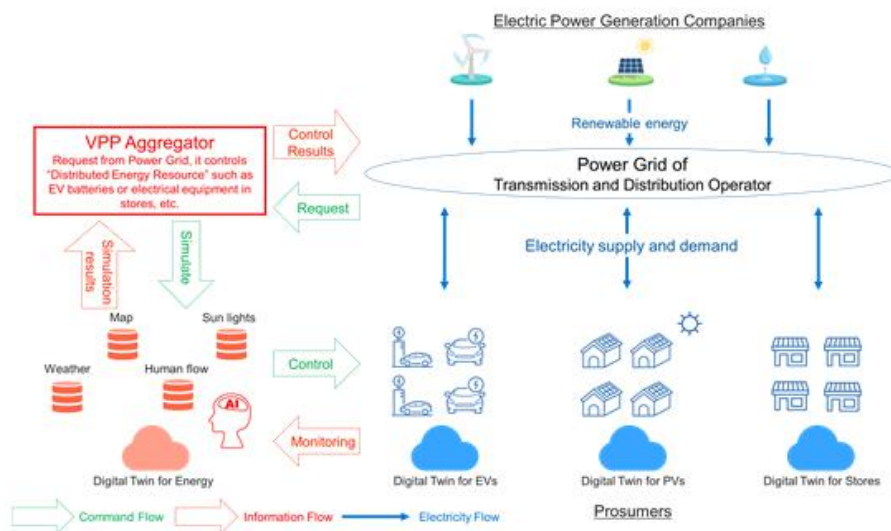 Electric Power Generation Companies
VPP Aggregator
Request from Power Grid, it controls
"Distributed Energy Resource" such as
EV batteries or electrical equipment in
stores, etc.
Control
Results
Request
Renewable energy
Power Grid of
Transmission and Distribution Operator
Simulation
results
Simulate
Electricity supply and demand
Map
Sun lights
Weather
Human flow
AI
Control
Monitoring
Digital Twin for Energy
Digital Twin for EVs
Digital Twin for PVs
Digital Twin for Stores
Command Flow
Information Flow
Electricity Flow
Prosumers